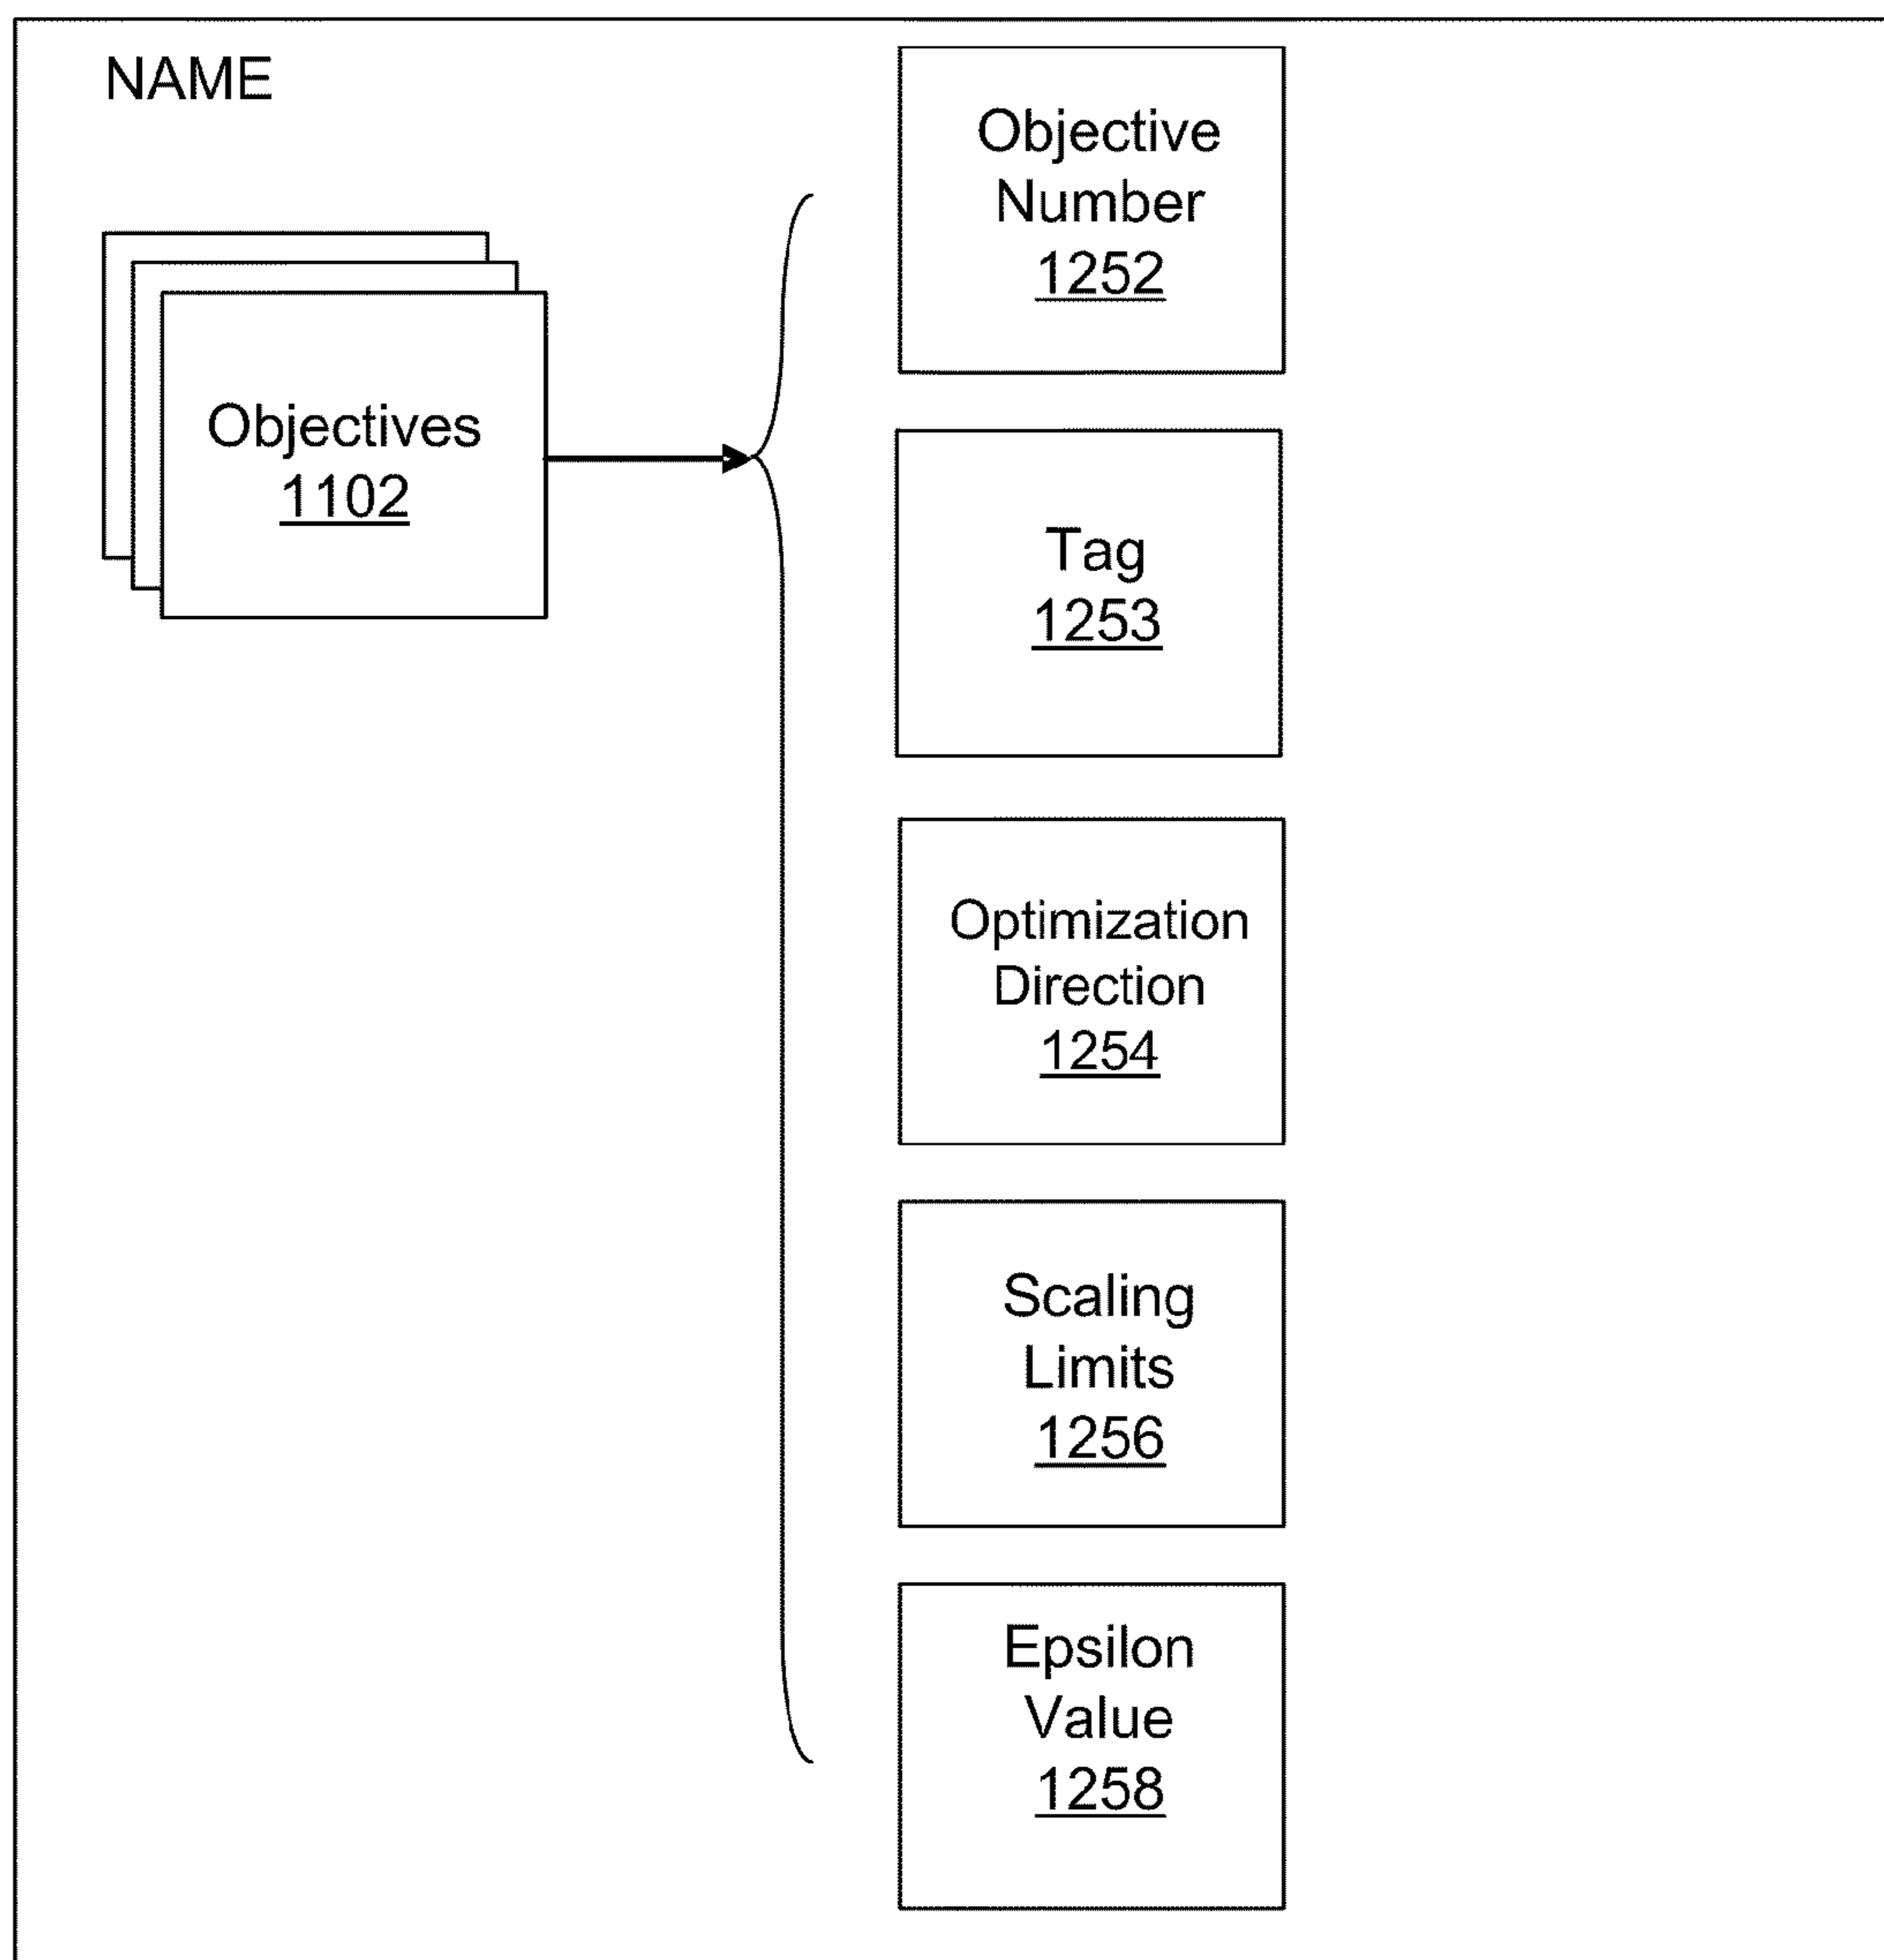 NAME
Objectives
1102
Objective
Number
1252
Tag
1253
Optimization
Direction
1254
Scaling
Limits
1256
Epsilon
Value
1258